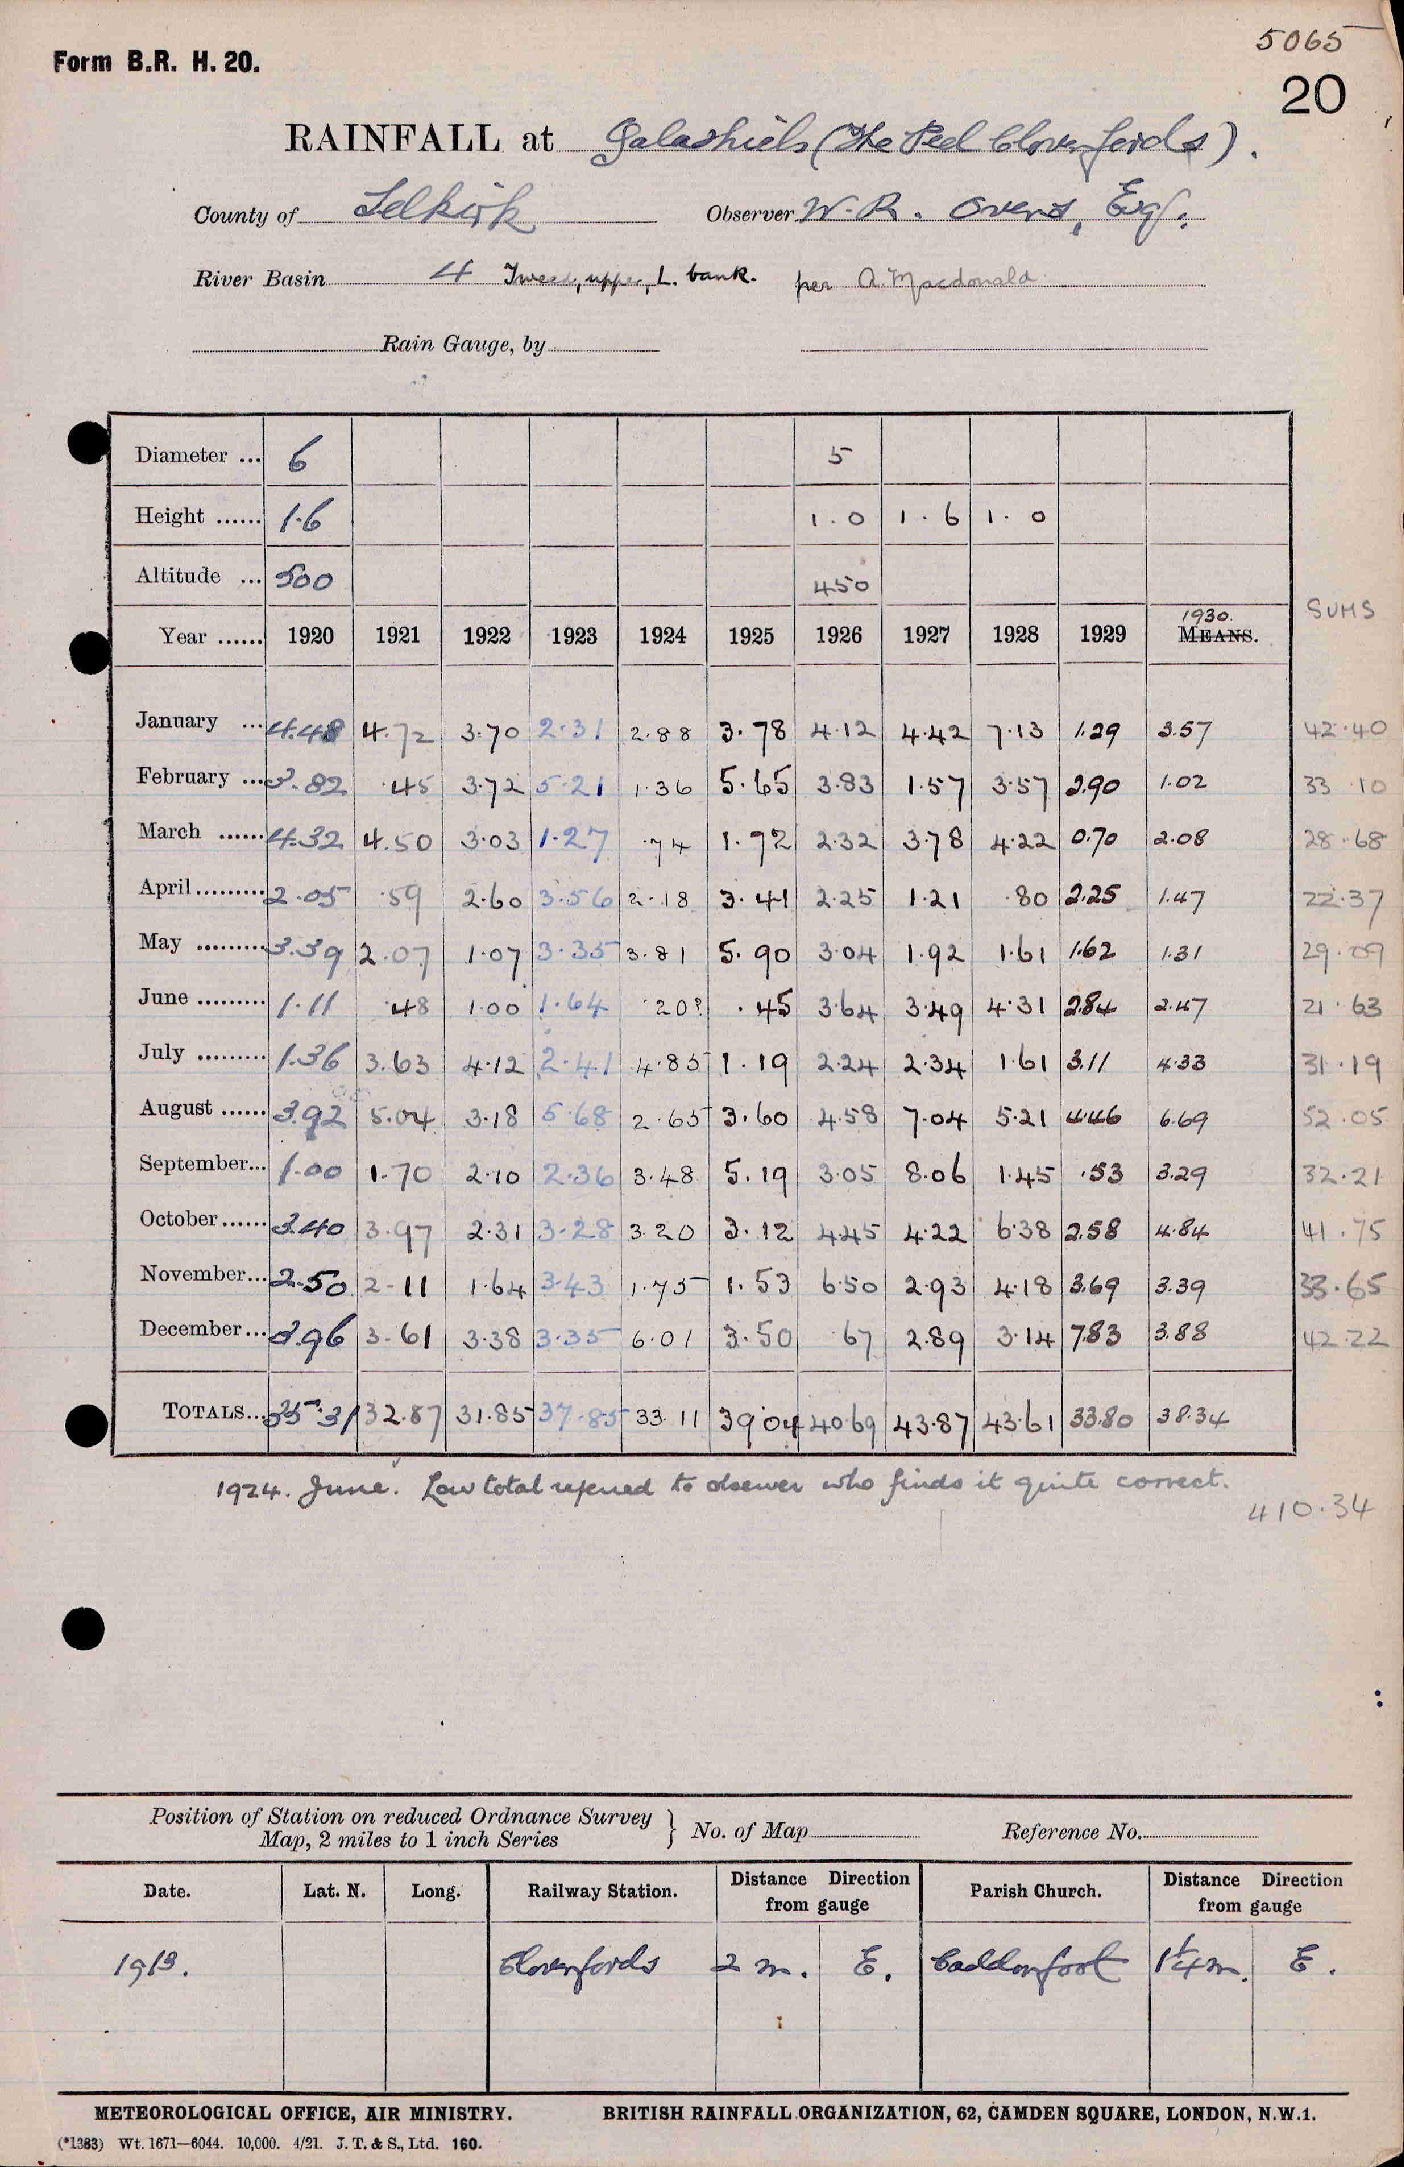 5065
Form B.R. H. 20.
20
RAINFALL at Galashiels (The Peel Clovenfords).
County of Selkirk Observer W. R. Ovens, Esq.
River Basin 4 Tweed, upper, L. bank. per A. Macdonald
Rain Gauge, by
Diameter ... 6 5
Height ...... 1.6 1.0 1.6 1.0
Altitude ... 500 450
1930. SUMS
Year ...... 1920 1921 1922 1923 1924 1925 1926 1927 1928 1929 MEANS.
January ... 4.48 4.72 3.70 2.31 2.88 3.78 4.12 4.42 7.13 1.29 3.57 42.40
February ... 3.82 .45 3.72 5.21 1.36 5.65 3.83 1.57 3.57 2.90 1.02 33.10
March ...... 4.32 4.50 3.03 1.27 .74 1.72 2.32 3.78 4.22 0.70 2.08 28.68
April ......... 2.05 .59 2.60 3.56 2.18 3.41 2.25 1.21 .80 2.25 1.47 22.37
May ......... 3.39 2.07 1.07 3.35 3.81 5.90 3.04 1.92 1.61 1.62 1.31 29.09
June ......... 1.11 .48 1.00 1.64 .20? .45 3.64 3.49 4.31 2.84 2.47 21.63
July ......... 1.36 3.63 4.12 2.41 4.85 1.19 2.24 2.34 1.61 3.11 4.33 31.19
August ...... 3.92 5.04 3.18 5.68 2.65 3.60 4.58 7.04 5.21 4.46 6.69 52.05
September... 1.00 1.70 2.10 2.36 3.48 5.19 3.05 8.06 1.45 .53 3.29 32.21
October ...... 3.40 3.97 2.31 3.28 3.20 3.12 4.45 4.22 6.38 2.58 4.84 41.75
November... 2.50 2.11 1.64 3.43 1.75 1.53 6.50 2.93 4.18 3.69 3.39 33.65
December ... 3.96 3.61 3.38 3.35 6.01 3.50 .67 2.89 3.14 7.83 3.88 42.22
TOTALS... 35.31 32.87 31.85 37.85 33.11 39.04 40.69 43.87 43.61 33.80 38.34
1924. June. Low total referred to observer who finds it quite correct.
410.34
Position of Station on reduced Ordnance Survey Map, 2 miles to 1 inch Series } No. of Map Reference No.
Date. Lat. N. Long. Railway Station. Distance Direction from gauge Parish Church. Distance Direction from gauge
1913. Clovenfords 2 m. E. Caddonfoot 1¼ m. E.
METEOROLOGICAL OFFICE, AIR MINISTRY. BRITISH RAINFALL ORGANIZATION, 62, CAMDEN SQUARE, LONDON, N.W.1.
(*1383) Wt. 1671—6044. 10,000. 4/21. J. T. & S., Ltd. 160.